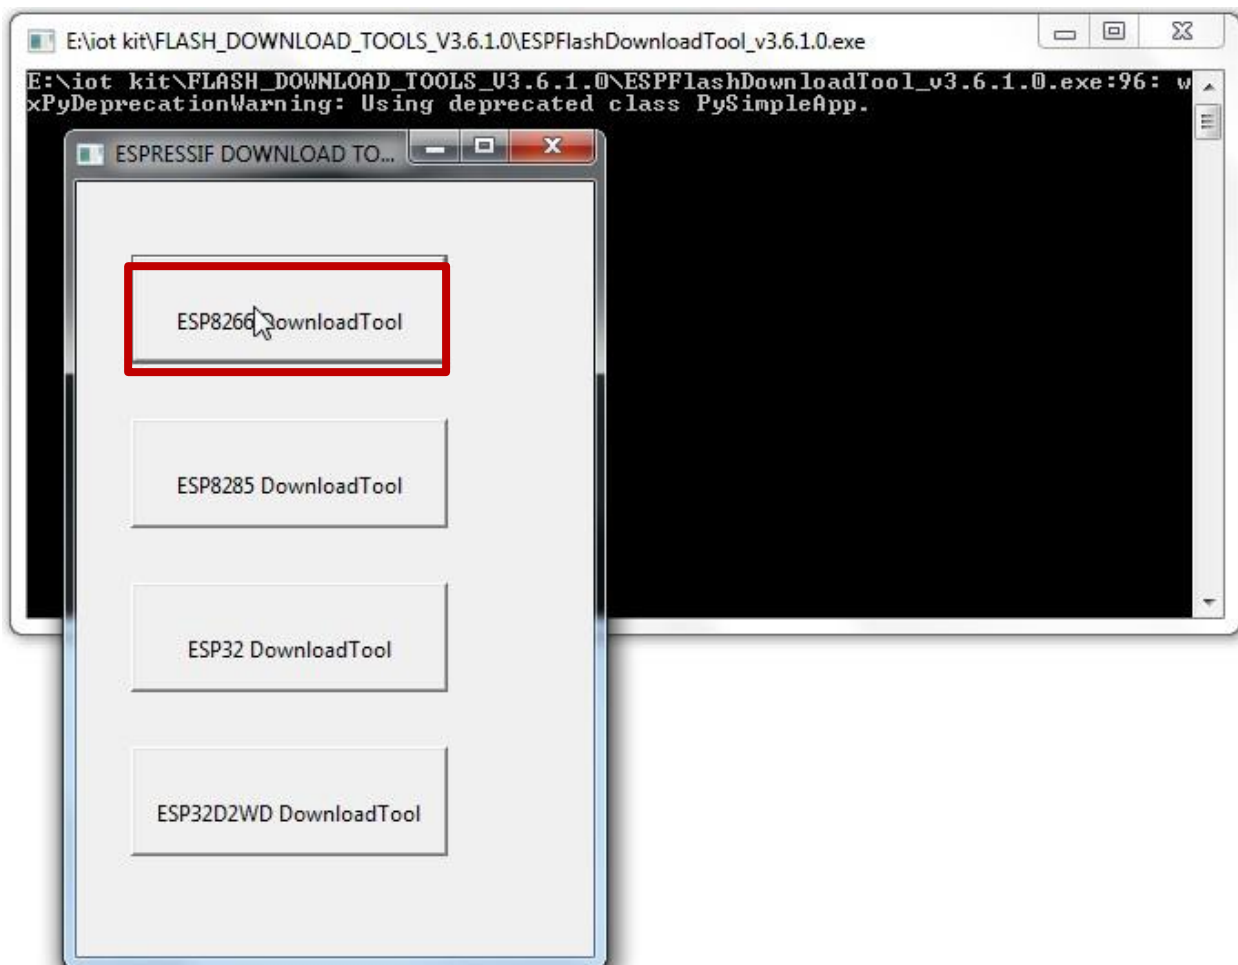 E:\iot kit\FLASH_DOWNLOAD_TOOLS_V3.6.1.0\ESPFlashDownloadTool_v3.6.1.0.exe
E:\iot kit\FLASH_DOWNLOAD_TOOLS_V3.6.1.0\ESPFlashDownloadTool_v3.6.1.0.exe:96: w
xPyDeprecationWarning: Using deprecated class PySimpleApp.
ESPRESSIF DOWNLOAD TO...
ESP8266 DownloadTool
ESP8285 DownloadTool
ESP32 DownloadTool
ESP32D2WD DownloadTool